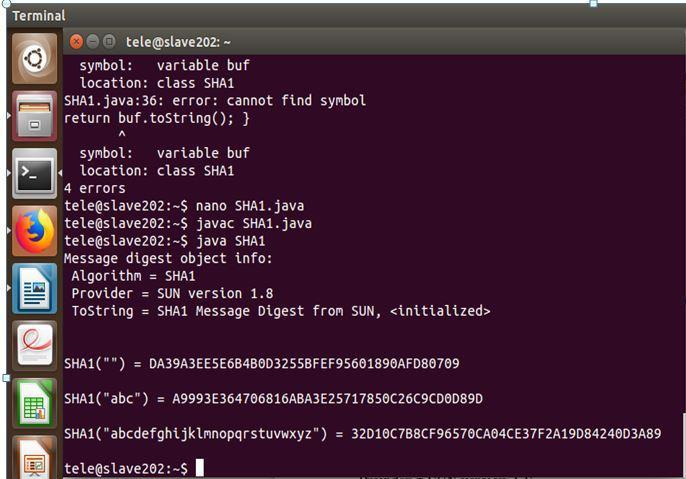 Terminal
tele@slave202: ~
symbol:   variable buf
location: class SHA1
SHA1.java:36: error: cannot find symbol
return buf.toString(); }
^
symbol:   variable buf
location: class SHA1
4 errors
tele@slave202:~$ nano SHA1.java
tele@slave202:~$ javac SHA1.java
tele@slave202:~$ java SHA1
Message digest object info:
Algorithm = SHA1
Provider = SUN version 1.8
ToString = SHA1 Message Digest from SUN, <initialized>
SHA1("") = DA39A3EE5E6B4B0D3255BFEF95601890AFD80709
SHA1("abc") = A9993E364706816ABA3E25717850C26C9CD0D89D
SHA1("abcdefghijklmnopqrstuvwxyz") = 32D10C7B8CF96570CA04CE37F2A19D84240D3A89
tele@slave202:~$